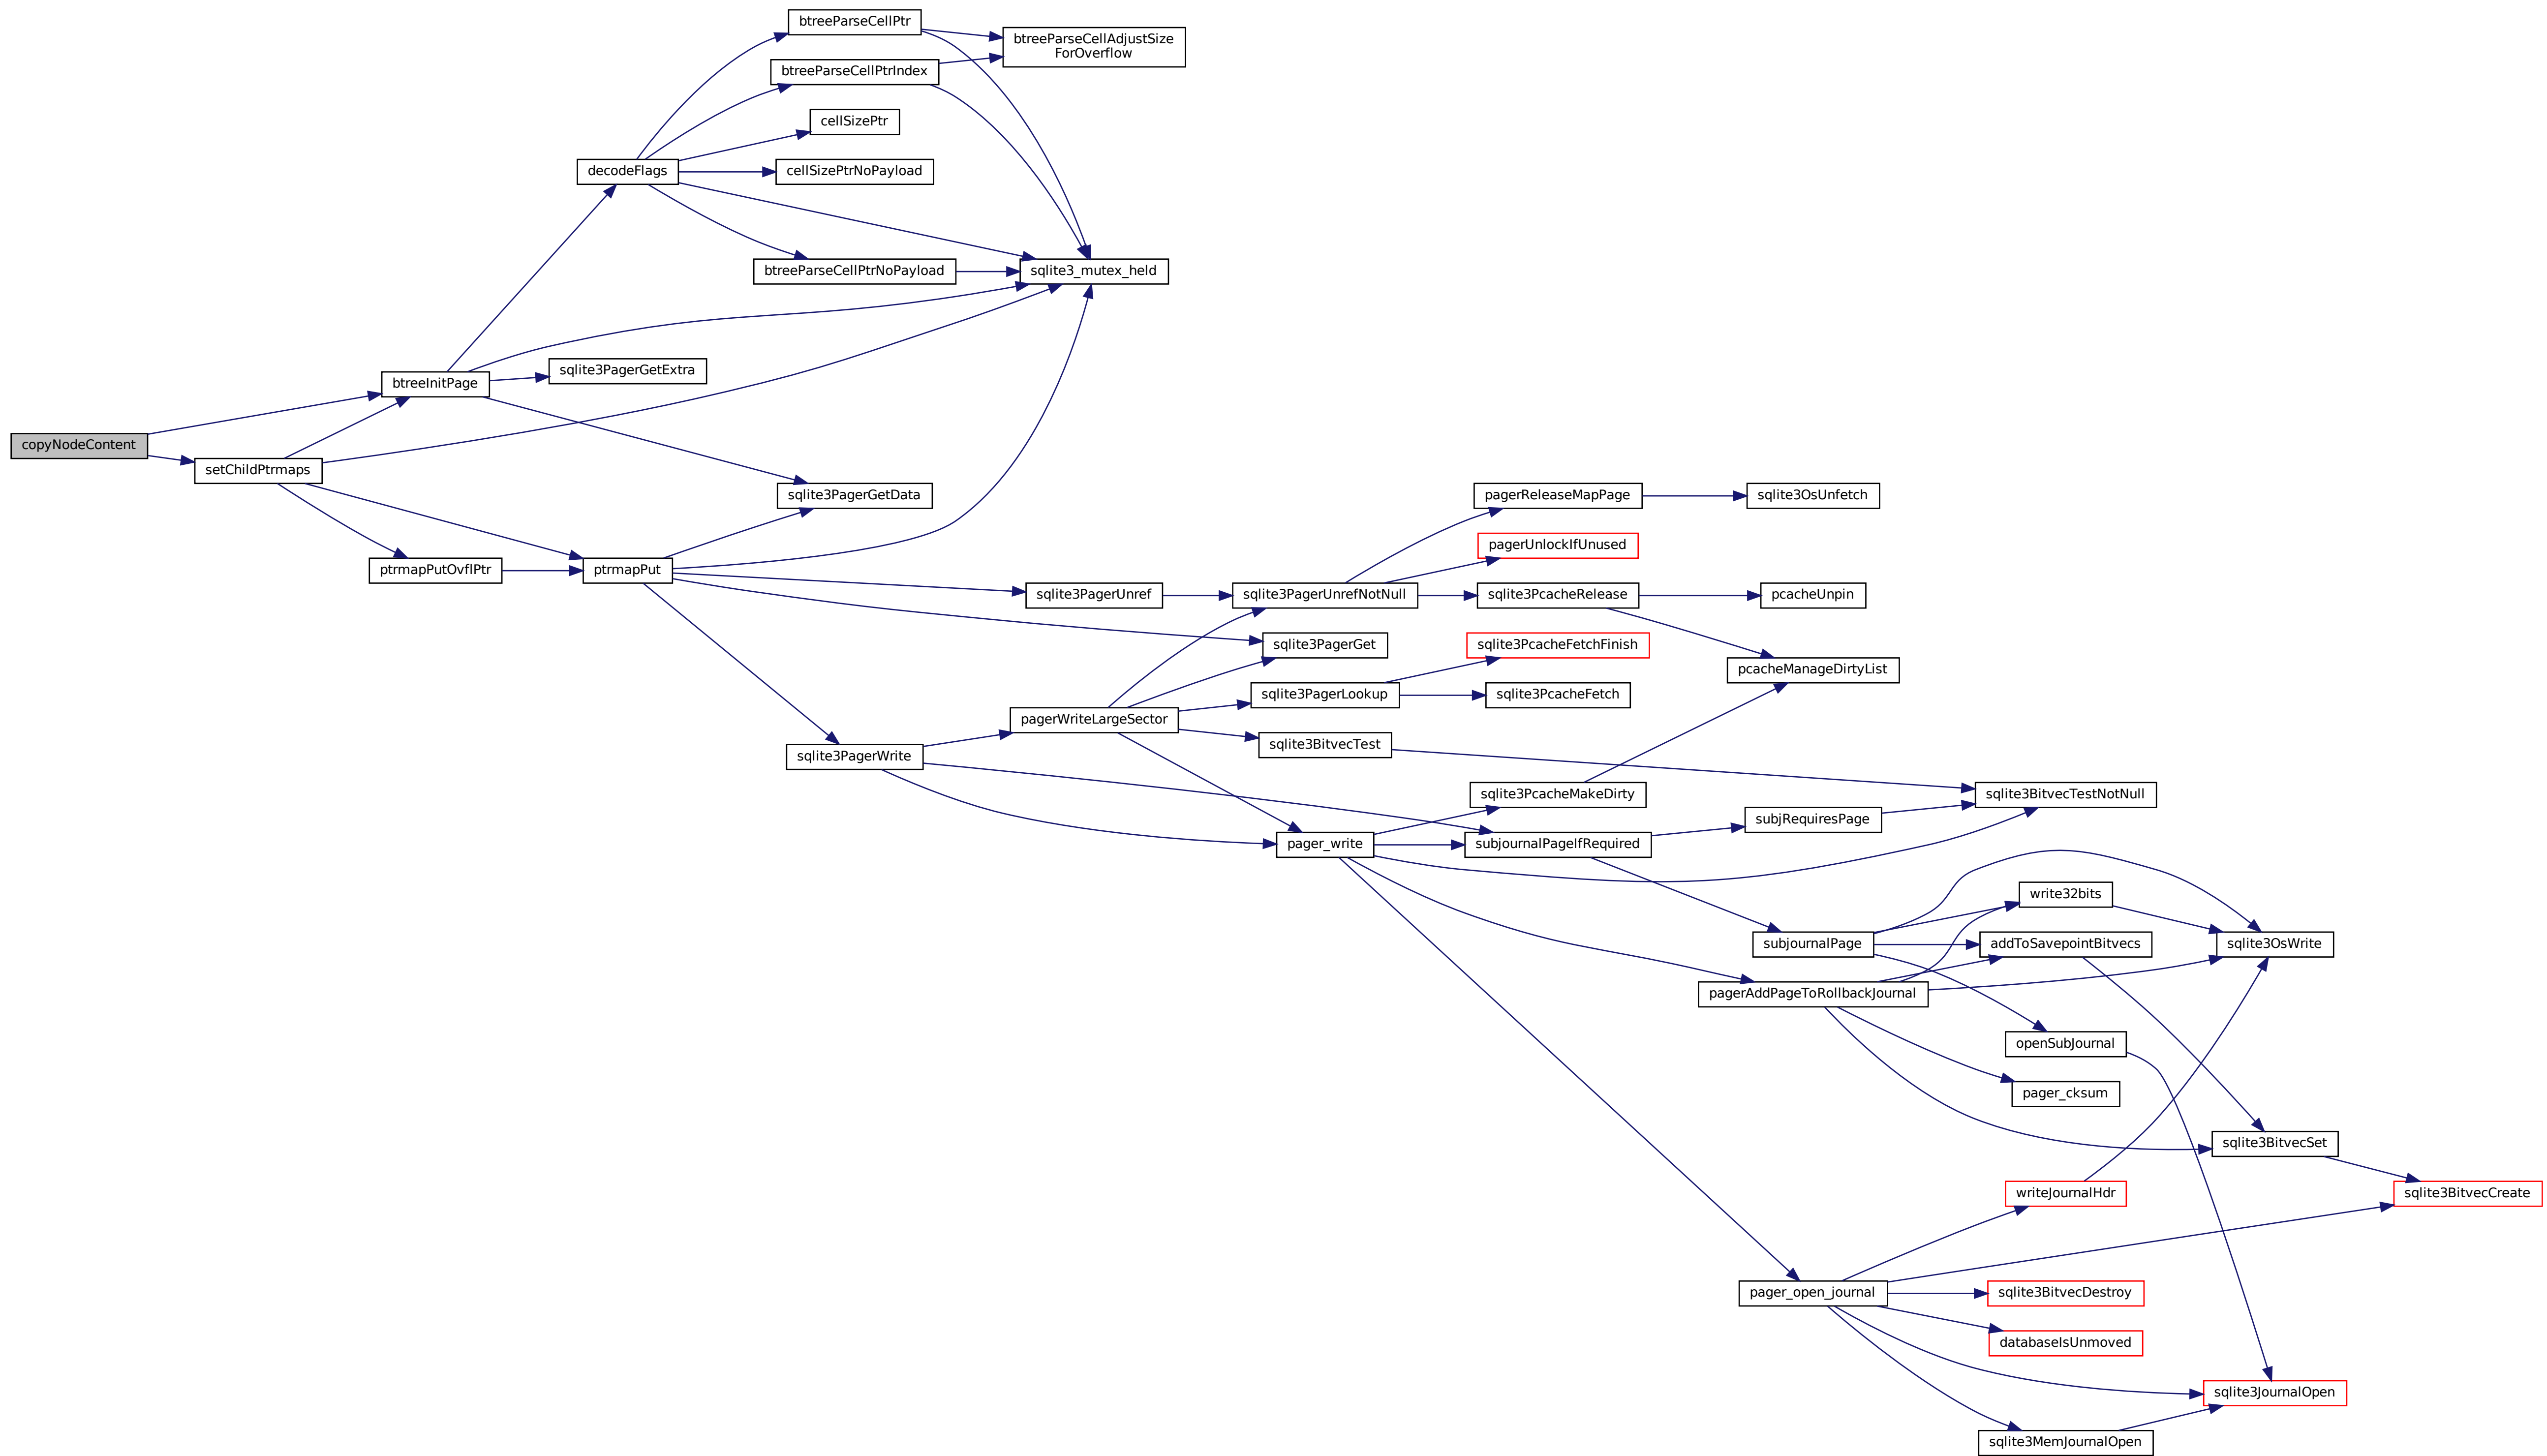 btreeParseCellPtr
btreeParseCellAdjustSize
ForOverflow
btreeParseCellPtrIndex
cellSizePtr
decodeFlags
cellSizePtrNoPayload
btreeParseCellPtrNoPayload
sqlite3_mutex_held
sqlite3PagerGetExtra
btreeInitPage
copyNodeContent
setChildPtrmaps
sqlite3PagerGetData
pagerReleaseMapPage
sqlite3OsUnfetch
pagerUnlockIfUnused
ptrmapPutOvflPtr
ptrmapPut
sqlite3PagerUnref
sqlite3PagerUnrefNotNull
sqlite3PcacheRelease
pcacheUnpin
sqlite3PagerGet
sqlite3PcacheFetchFinish
pcacheManageDirtyList
sqlite3PagerLookup
sqlite3PcacheFetch
pagerWriteLargeSector
sqlite3BitvecTest
sqlite3PagerWrite
sqlite3PcacheMakeDirty
sqlite3BitvecTestNotNull
subjRequiresPage
pager_write
subjournalPageIfRequired
write32bits
subjournalPage
addToSavepointBitvecs
sqlite3OsWrite
pagerAddPageToRollbackJournal
openSubJournal
pager_cksum
sqlite3BitvecSet
writeJournalHdr
sqlite3BitvecCreate
pager_open_journal
sqlite3BitvecDestroy
databaseIsUnmoved
sqlite3JournalOpen
sqlite3MemJournalOpen